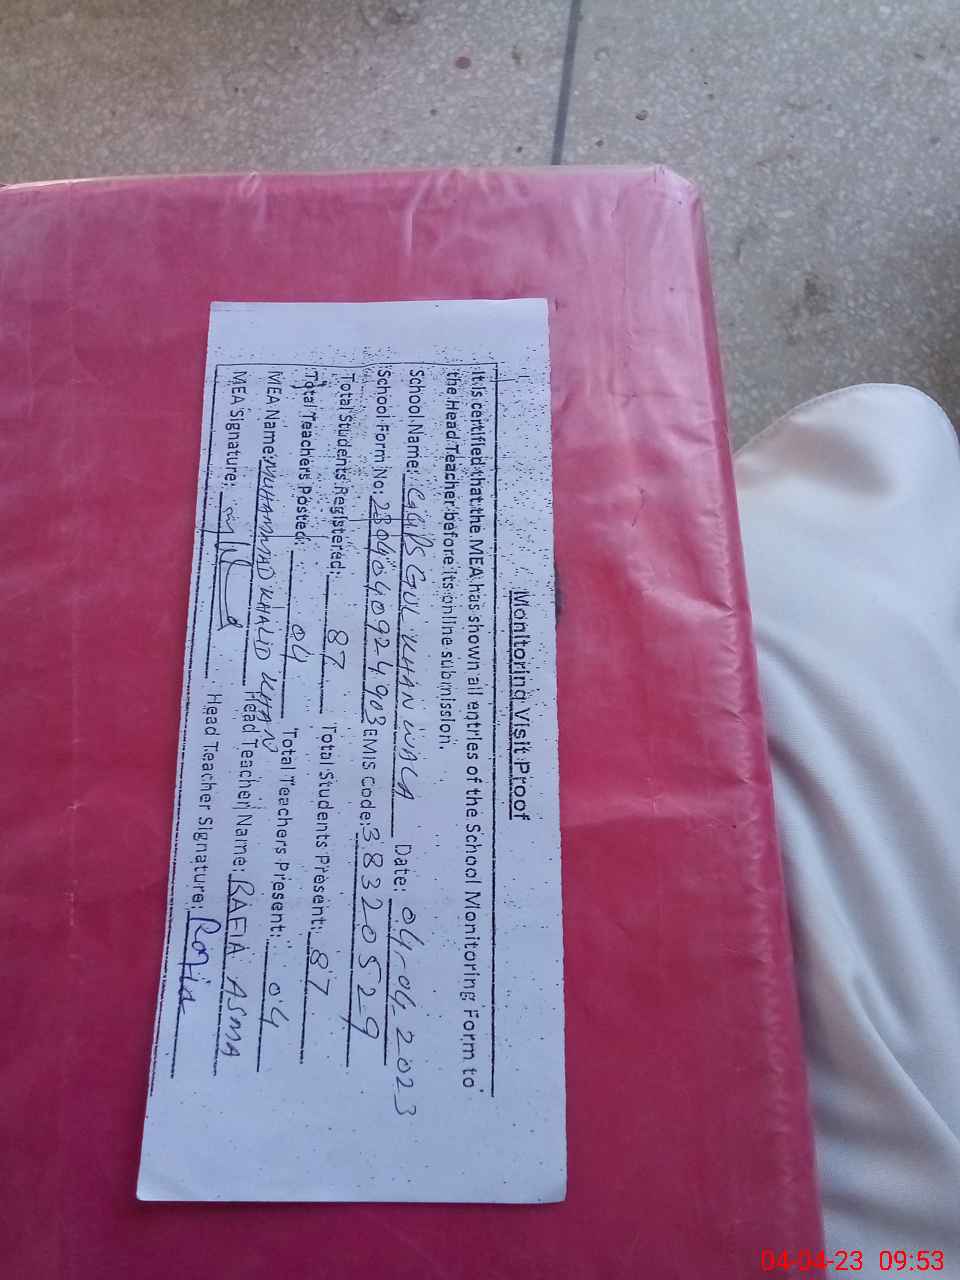 Monitoring Visit Proof
It is certified that the MEA has shown all entries of the School Monitoring Form to
the Head Teacher before its online submission.
School Name: GGPS GUL KHAN WALA Date: 04-04-2023
School Form No: 2304040924903 EMIS Code: 38320529
Total Students Registered: 87 Total Students Present: 87
Total Teachers Posted: 04 Total Teachers Present: 04
MEA Name: MUHAMMAD KHALID KHAN Head Teacher Name: RAFIA ASMA
MEA Signature: Head Teacher Signature: Rafia
04-04-23 09:53